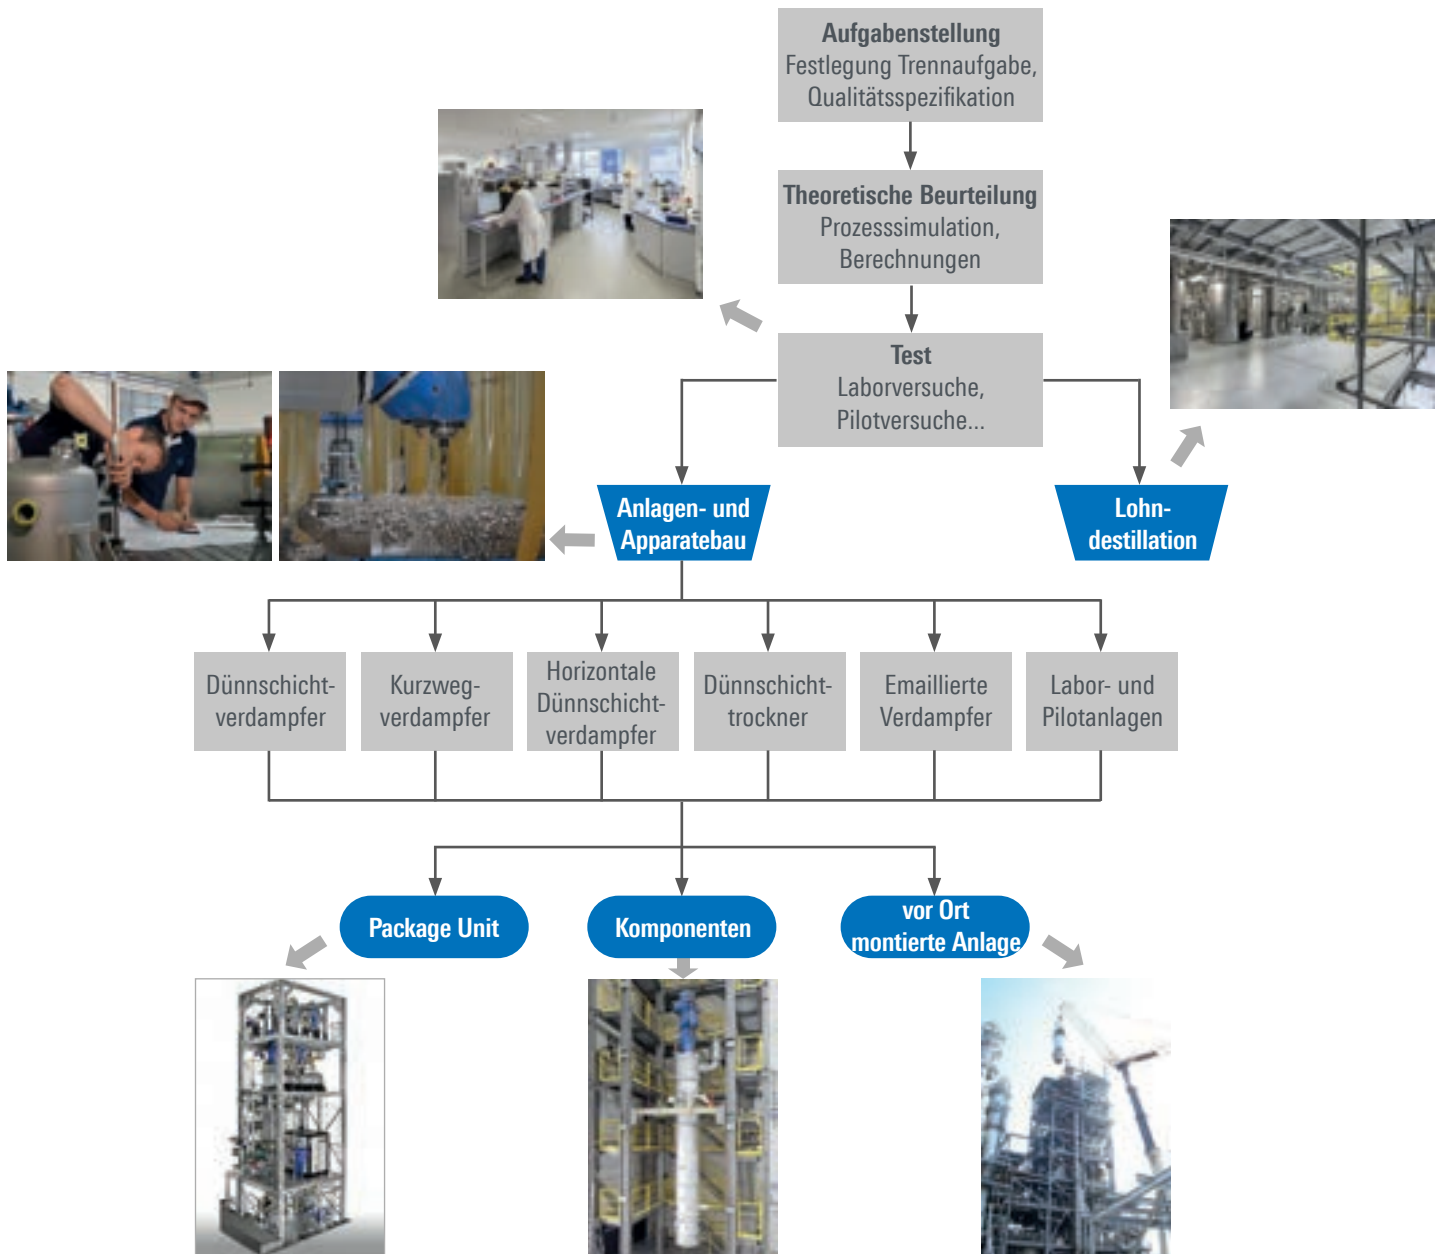 Aufgabenstellung
Festlegung Trennaufgabe,
Qualitätsspezifikation
Theoretische Beurteilung
Prozesssimulation,
Berechnungen
Test
Laborversuche,
Pilotversuche...
Anlagen- und
Apparatebau
Lohn-
destillation
Dünnschicht-
verdampfer
Kurzweg-
verdampfer
Horizontale
Dünnschicht-
verdampfer
Dünnschicht-
trockner
Emaillierte
Verdampfer
Labor- und
Pilotanlagen
Package Unit
Komponenten
vor Ort
montierte Anlage